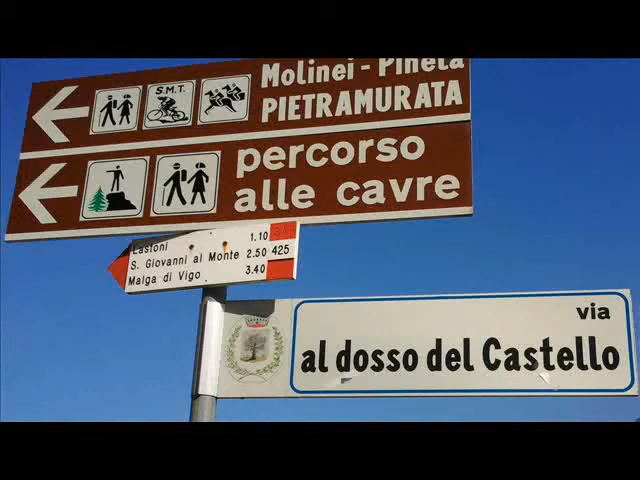 Molinei - Pineta
S.M.T.
PIETRAMURATA
percorso
alle cavre
Lastoni 1.10
S. Giovanni al Monte 2.50 425
Malga di Vigo 3.40
via
al dosso del Castello